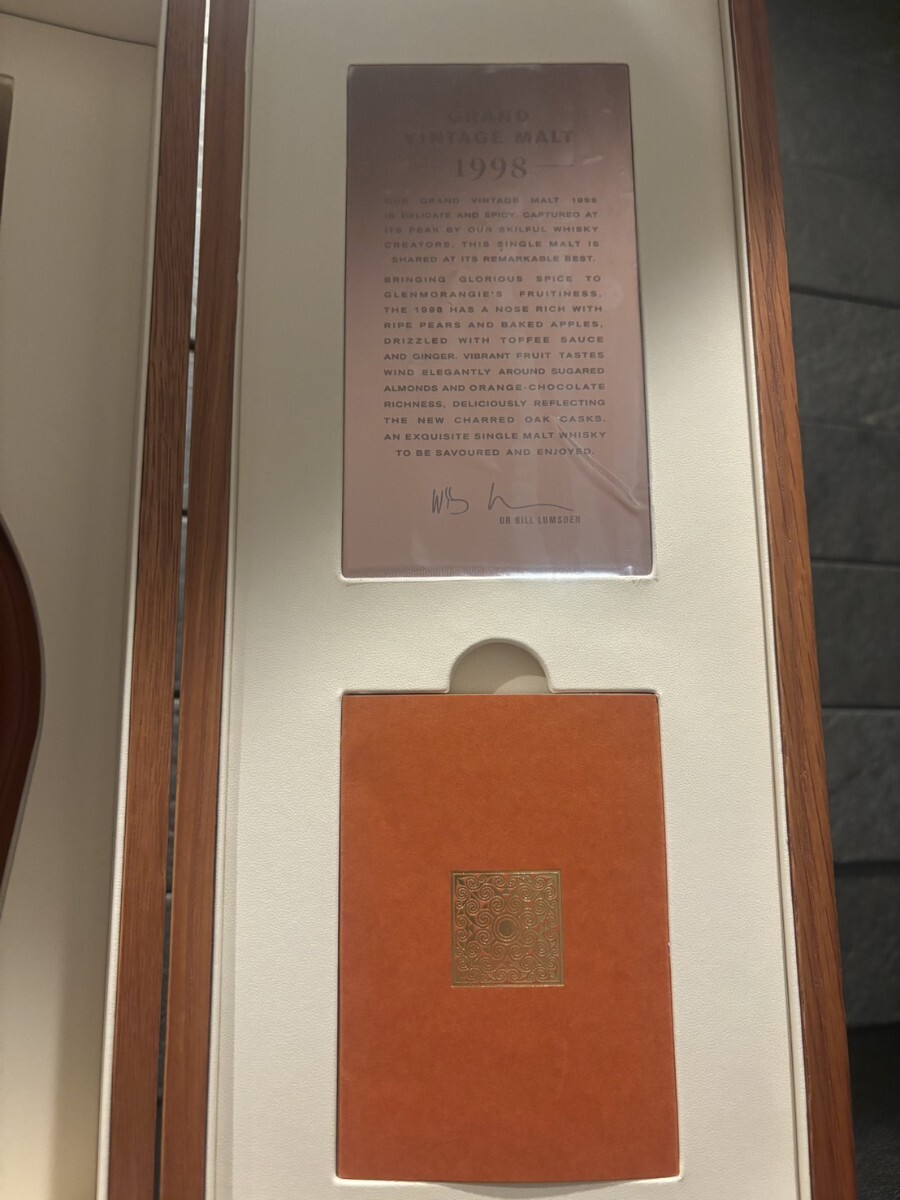 GRAND
VINTAGE MALT
1998
OUR GRAND VINTAGE MALT 1998
IS DELICATE AND SPICY. CAPTURED AT
ITS PEAK BY OUR SKILFUL WHISKY
CREATORS, THIS SINGLE MALT IS
SHARED AT ITS REMARKABLE BEST.
BRINGING GLORIOUS SPICE TO
GLENMORANGIE'S FRUITINESS,
THE 1998 HAS A NOSE RICH WITH
RIPE PEARS AND BAKED APPLES,
DRIZZLED WITH TOFFEE SAUCE
AND GINGER. VIBRANT FRUIT TASTES
WIND ELEGANTLY AROUND SUGARED
ALMONDS AND ORANGE-CHOCOLATE
RICHNESS, DELICIOUSLY REFLECTING
THE NEW CHARRED OAK CASKS.
AN EXQUISITE SINGLE MALT WHISKY
TO BE SAVOURED AND ENJOYED.
DR BILL LUMSDEN